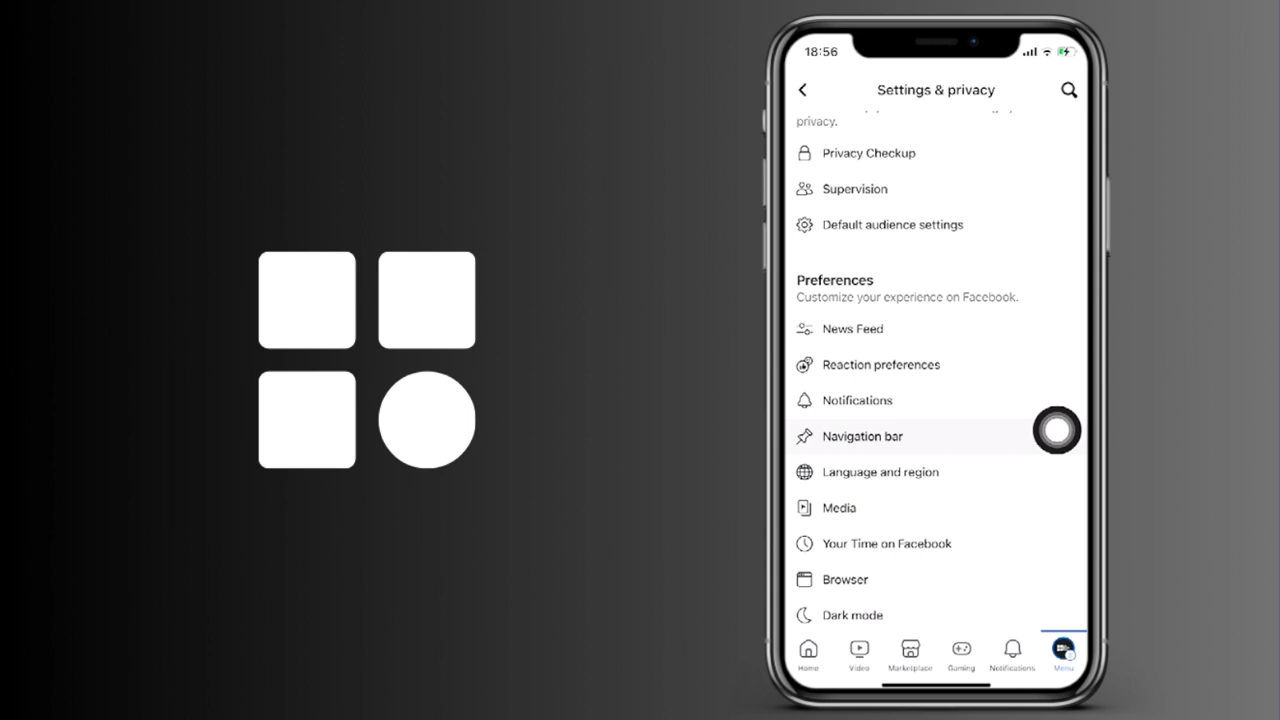 18:56
Settings & privacy
privacy.
Privacy Checkup
Supervision
Default audience settings
Preferences
Customize your experience on Facebook.
News Feed
Reaction preferences
Notifications
Navigation bar
Language and region
Media
Your Time on Facebook
Browser
Dark mode
Home
Video
Marketplace
Gaming
Notifications
Menu